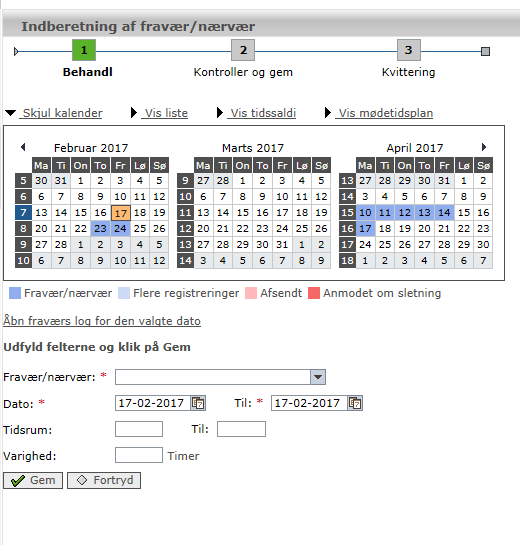 Indberetning af fravær/nærvær
1 2 3
Behandl Kontroller og gem Kvittering
Skjul kalender Vis liste Vis tidssaldi Vis mødetidsplan
Februar 2017 Marts 2017 April 2017
Ma Ti On To Fr Lø Sø Ma Ti On To Fr Lø Sø Ma Ti On To Fr Lø Sø
5 30 31 1 2 3 4 5 9 27 28 1 2 3 4 5 13 27 28 29 30 31 1 2
6 6 7 8 9 10 11 12 10 6 7 8 9 10 11 12 14 3 4 5 6 7 8 9
7 13 14 15 16 17 18 19 11 13 14 15 16 17 18 19 15 10 11 12 13 14 15 16
8 20 21 22 23 24 25 26 12 20 21 22 23 24 25 26 16 17 18 19 20 21 22 23
9 27 28 1 2 3 4 5 13 27 28 29 30 31 1 2 17 24 25 26 27 28 29 30
10 6 7 8 9 10 11 12 14 3 4 5 6 7 8 9 18 1 2 3 4 5 6 7
Fravær/nærvær Flere registreringer Afsendt Anmodet om sletning
Åbn fraværs log for den valgte dato
Udfyld felterne og klik på Gem
Fravær/nærvær: *
Dato: * 17-02-2017 Til: * 17-02-2017
Tidsrum: Til:
Varighed: Timer
Gem Fortryd